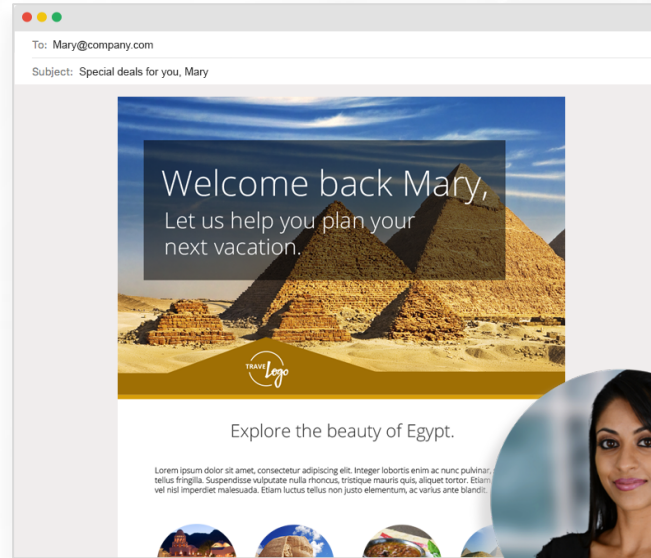 To: Mary@company.com
Subject: Special deals for you, Mary
Welcome back Mary,
Let us help you plan your
next vacation.
TRAVE Logo
Explore the beauty of Egypt.
Lorem ipsum dolor sit amet, consectetur adipiscing elit. Integer lobortis enim ac nunc pulvinar,
tellus fringilla. Suspendisse vulputate nulla rhoncus, tristique mauris quis, aliquet tortor. Etiam
vel nisl imperdiet malesuada. Etiam luctus tellus non justo elementum, ac varius ante blandit.